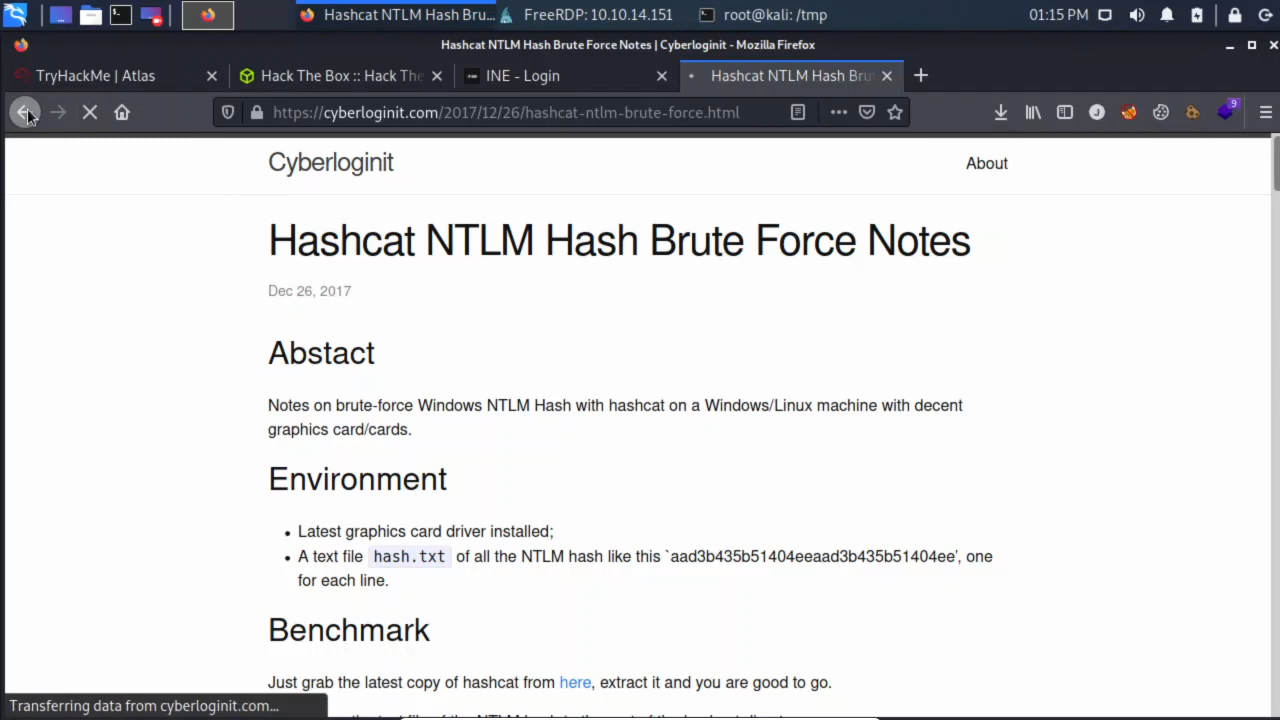 Hashcat NTLM Hash Bru...
FreeRDP: 10.10.14.151
root@kali: /tmp
01:15 PM
Hashcat NTLM Hash Brute Force Notes | Cyberloginit - Mozilla Firefox
TryHackMe | Atlas
Hack The Box :: Hack The
INE - Login
Hashcat NTLM Hash Bru
https://cyberloginit.com/2017/12/26/hashcat-ntlm-brute-force.html
9
Cyberloginit
About
Hashcat NTLM Hash Brute Force Notes
Dec 26, 2017
Abstact
Notes on brute-force Windows NTLM Hash with hashcat on a Windows/Linux machine with decent
graphics card/cards.
Environment
• Latest graphics card driver installed;
• A text file hash.txt of all the NTLM hash like this `aad3b435b51404eeaad3b435b51404ee’, one
for each line.
Benchmark
Just grab the latest copy of hashcat from here, extract it and you are good to go.
Transferring data from cyberloginit.com...